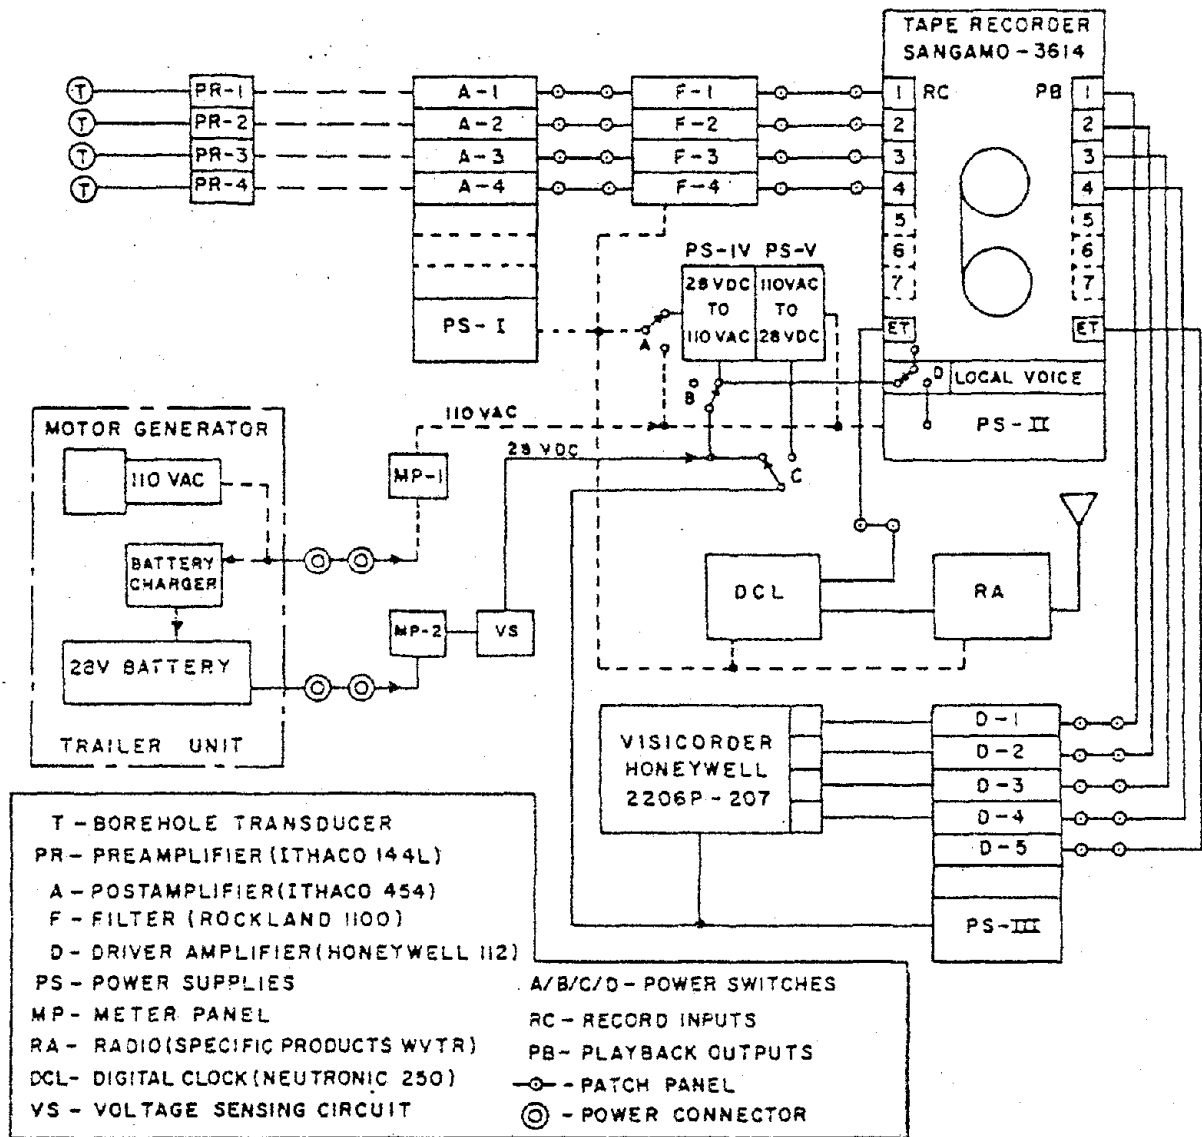 TAPE RECORDER
SANGAMO-3614
T PR-1 A-1 F-1 1 RC PB 1
T PR-2 A-2 F-2 2 2
T PR-3 A-3 F-3 3 3
T PR-4 A-4 F-4 4 4
5 5
6 6
7 7
PS-IV PS-V
28 VDC 110VAC
TO TO
110VAC 28VDC
PS-I
A
ET ET
B
D LOCAL VOICE
PS-II
110 VAC
28 VDC
C
MOTOR GENERATOR
110 VAC
MP-1
BATTERY
CHARGER
DCL
RA
MP-2
VS
28V BATTERY
TRAILER UNIT
VISICORDER
HONEYWELL
2206P-207
D-1
D-2
D-3
D-4
D-5
PS-III
T - BOREHOLE TRANSDUCER
PR - PREAMPLIFIER (ITHACO 144L)
A - POSTAMPLIFIER (ITHACO 454)
F - FILTER (ROCKLAND 1100)
D - DRIVER AMPLIFIER (HONEYWELL 112)
PS - POWER SUPPLIES
MP - METER PANEL
RA - RADIO (SPECIFIC PRODUCTS WVTR)
DCL - DIGITAL CLOCK (NEUTRONIC 250)
VS - VOLTAGE SENSING CIRCUIT
A/B/C/D - POWER SWITCHES
RC - RECORD INPUTS
PB - PLAYBACK OUTPUTS
- PATCH PANEL
- POWER CONNECTOR